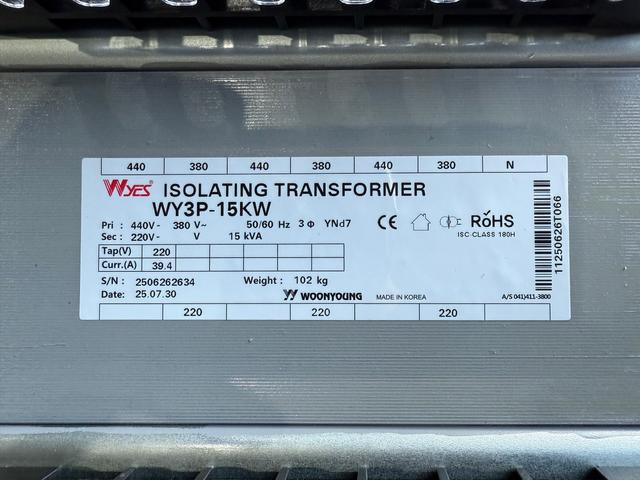 440 380 440 380 440 380 N
WYES ISOLATING TRANSFORMER
WY3P-15KW
Pri : 440V- 380 V~ 50/60 Hz 3 Φ YNd7
Sec : 220V- V 15 kVA
CE RoHS
ISC-CLASS 180H
Tap(V) 220
Curr.(A) 39.4
S/N : 2506262634 Weight : 102 kg
Date: 25.07.30 WOONYOUNG MADE IN KOREA A/S 041)411-3800
220 220 220
11250626T066